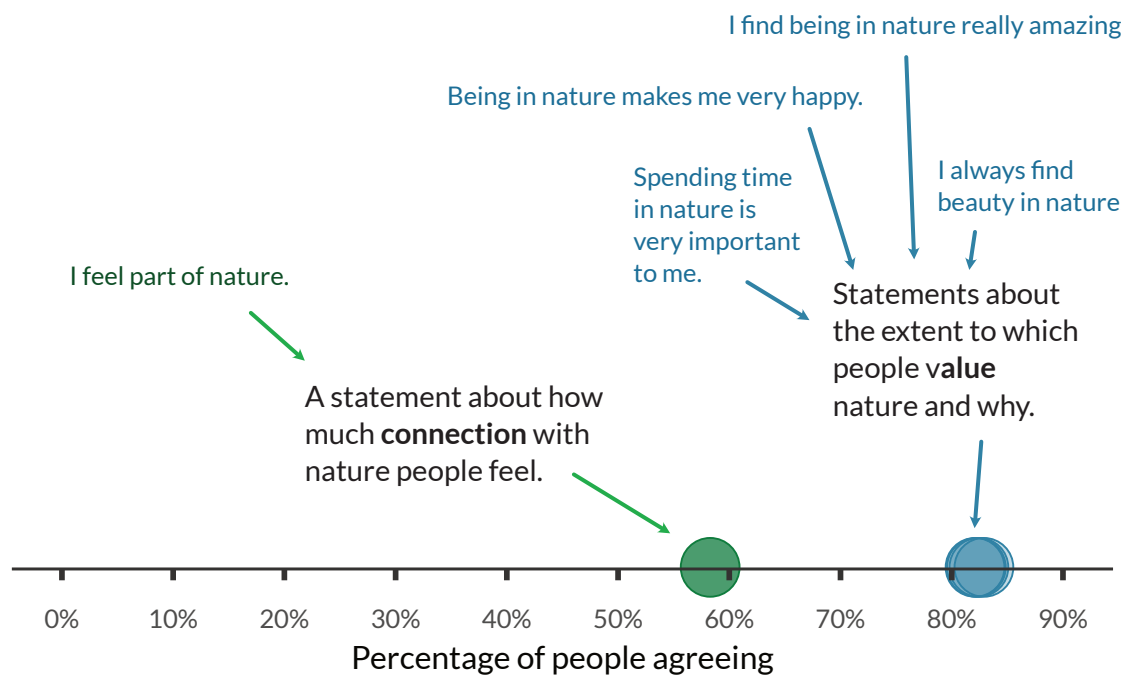 I find being in nature really amazing
Being in nature makes me very happy.
Spending time
in nature is
very important
to me.
I always find
beauty in nature
I feel part of nature.
Statements about
the extent to which
people value
nature and why.
A statement about how
much connection with
nature people feel.
0% 10% 20% 30% 40% 50% 60% 70% 80% 90%
Percentage of people agreeing